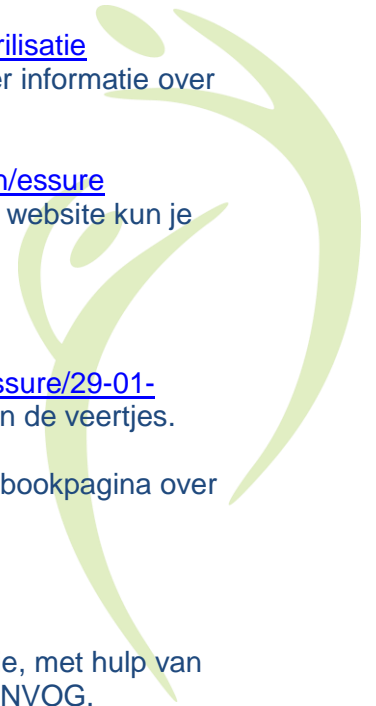 rilisatie
er informatie over
n/essure
website kun je
ssure/29-01-
n de veertjes.
bookpagina over
e, met hulp van
NVOG.